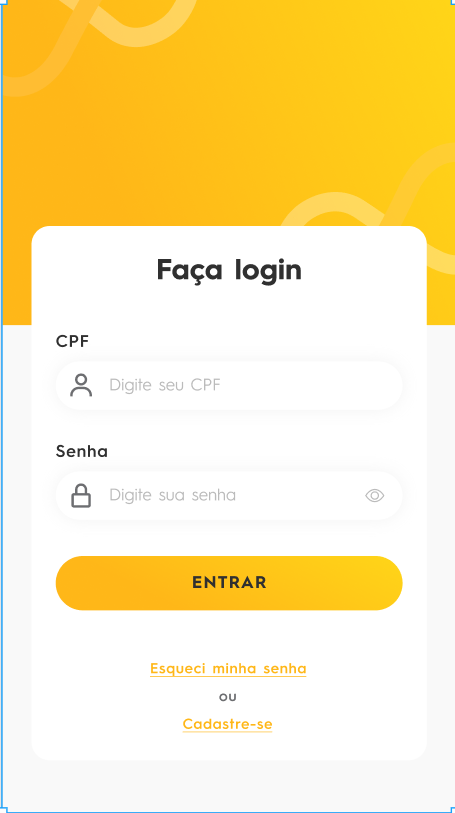 Faça login
CPF
Digite seu CPF
Senha
Digite sua senha
ENTRAR
Esqueci minha senha
ou
Cadastre-se